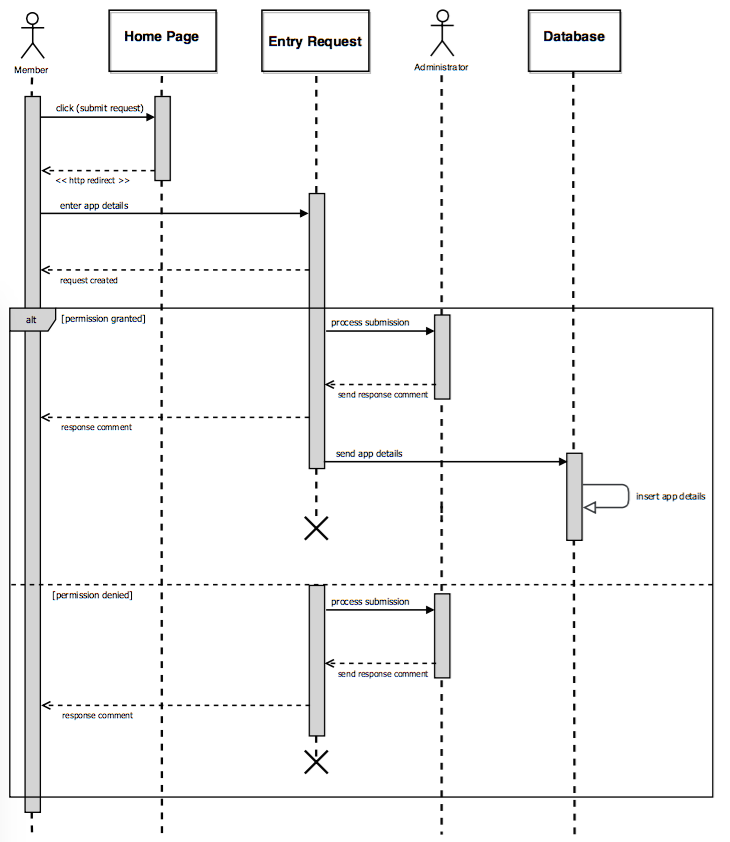 Home Page
Entry Request
Database
Member
Administrator
click (submit request)
<< http redirect >>
enter app details
request created
alt
[permission granted]
process submission
send response comment
response comment
send app details
insert app details
[permission denied]
process submission
send response comment
response comment